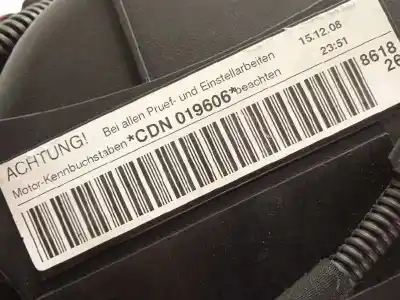 ACHTUNG! Bei allen Pruef- und Einstellarbeiten 15.12.08
Motor-Kennbuchstaben *CDN 019606* beachten 23:51
8618
26